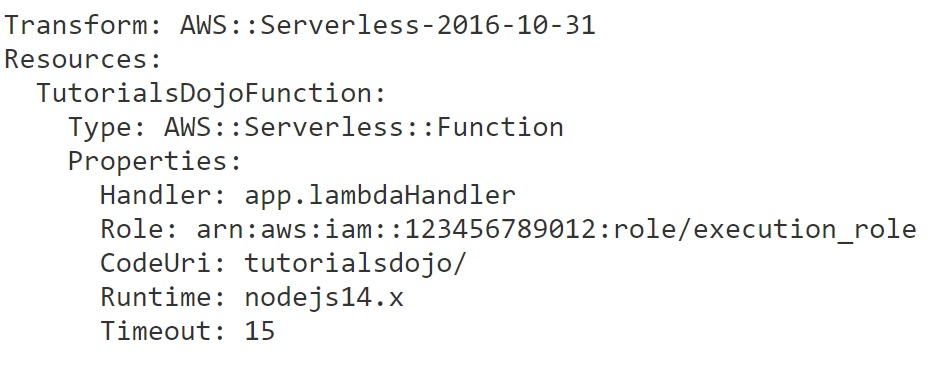 Transform: AWS::Serverless-2016-10-31
Resources:
  TutorialsDojoFunction:
    Type: AWS::Serverless::Function
    Properties:
      Handler: app.lambdaHandler
      Role: arn:aws:iam::123456789012:role/execution_role
      CodeUri: tutorialsdojo/
      Runtime: nodejs14.x
      Timeout: 15